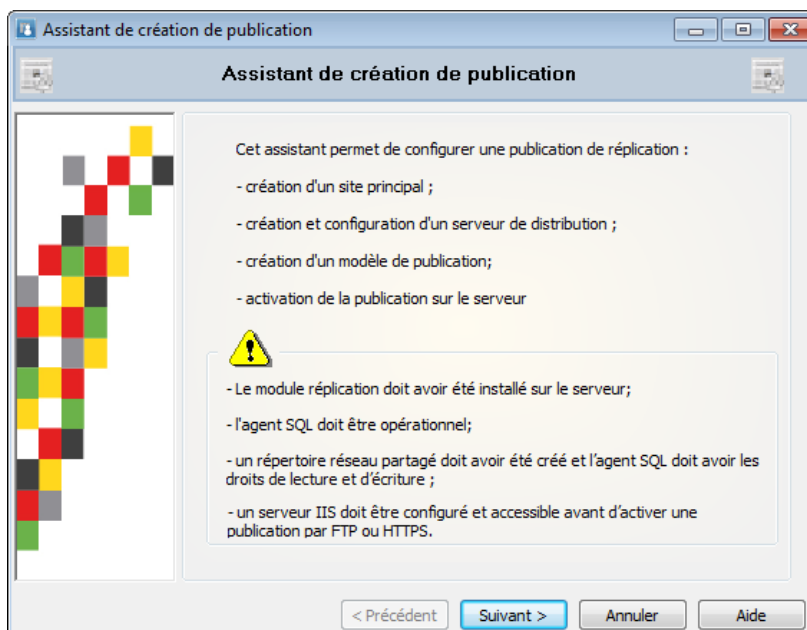 Assistant de création de publication
Assistant de création de publication
Cet assistant permet de configurer une publication de réplication :
- création d'un site principal ;
- création et configuration d'un serveur de distribution ;
- création d'un modèle de publication;
- activation de la publication sur le serveur
- Le module réplication doit avoir été installé sur le serveur;
- l'agent SQL doit être opérationnel;
- un répertoire réseau partagé doit avoir été créé et l’agent SQL doit avoir les
droits de lecture et d’écriture ;
- un serveur IIS doit être configuré et accessible avant d’activer une
publication par FTP ou HTTPS.
< Précédent
Suivant >
Annuler
Aide